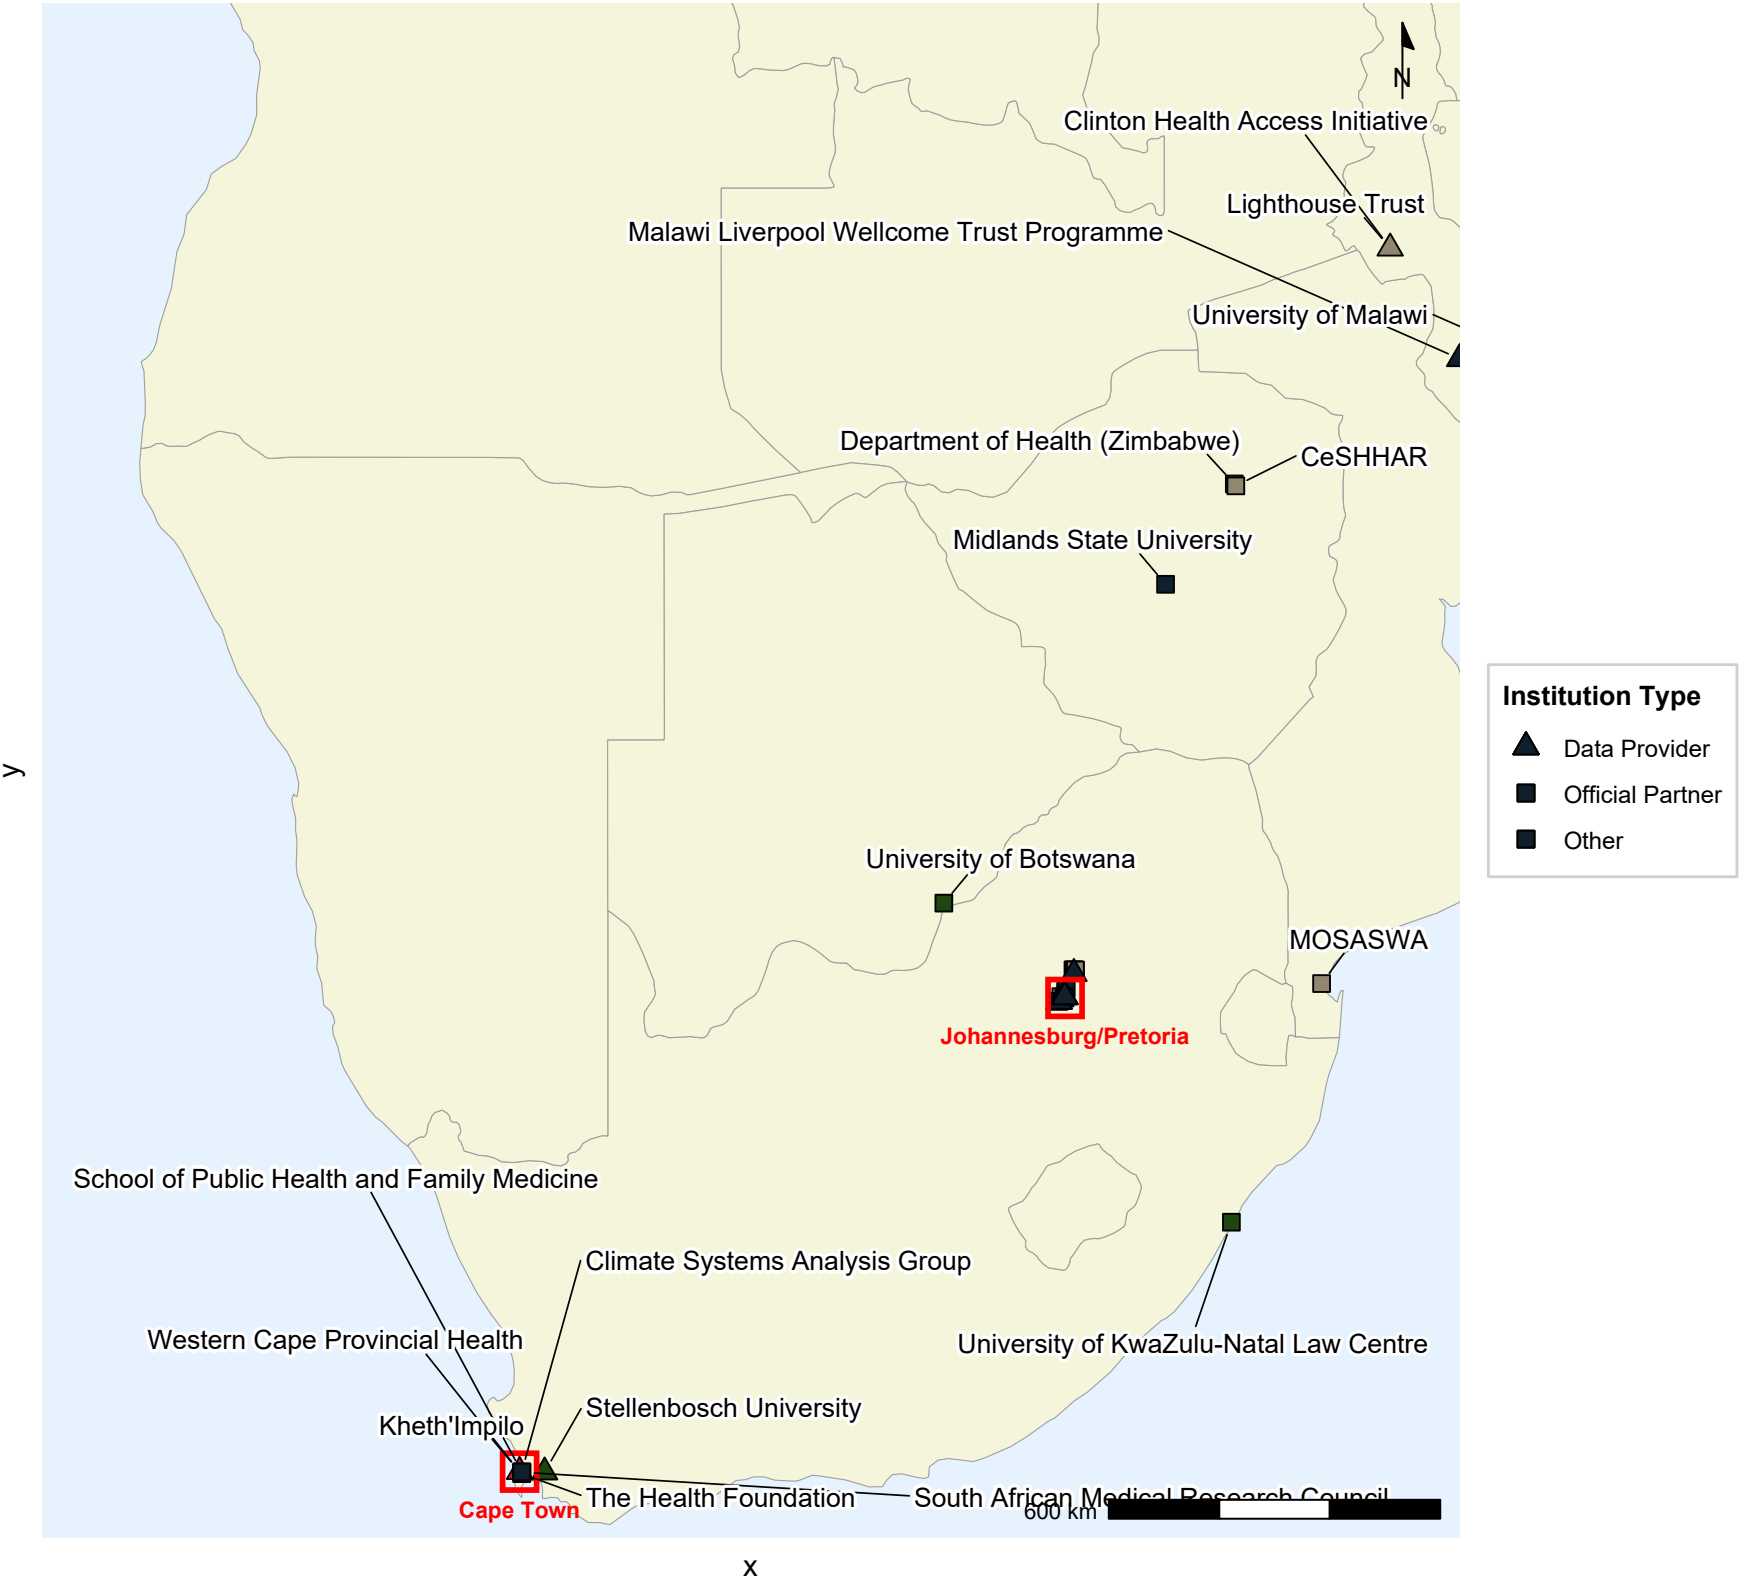 N
Clinton Health Access Initiative
Lighthouse Trust
Malawi Liverpool Wellcome Trust Programme
University of Malawi
Department of Health (Zimbabwe)
CeSHHAR
Midlands State University
Institution Type
Data Provider
Official Partner
Other
y
University of Botswana
MOSASWA
Johannesburg/Pretoria
School of Public Health and Family Medicine
Climate Systems Analysis Group
Western Cape Provincial Health
University of KwaZulu-Natal Law Centre
Stellenbosch University
Kheth'Impilo
The Health Foundation
South African Medical Research Council
Cape Town
600 km
x